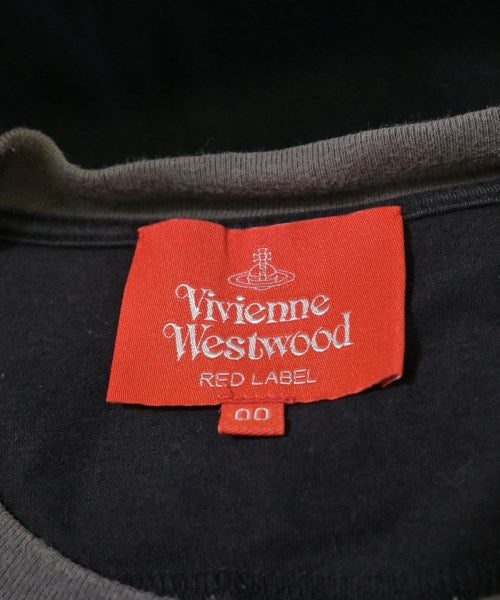 Vivienne
Westwood
RED LABEL
00